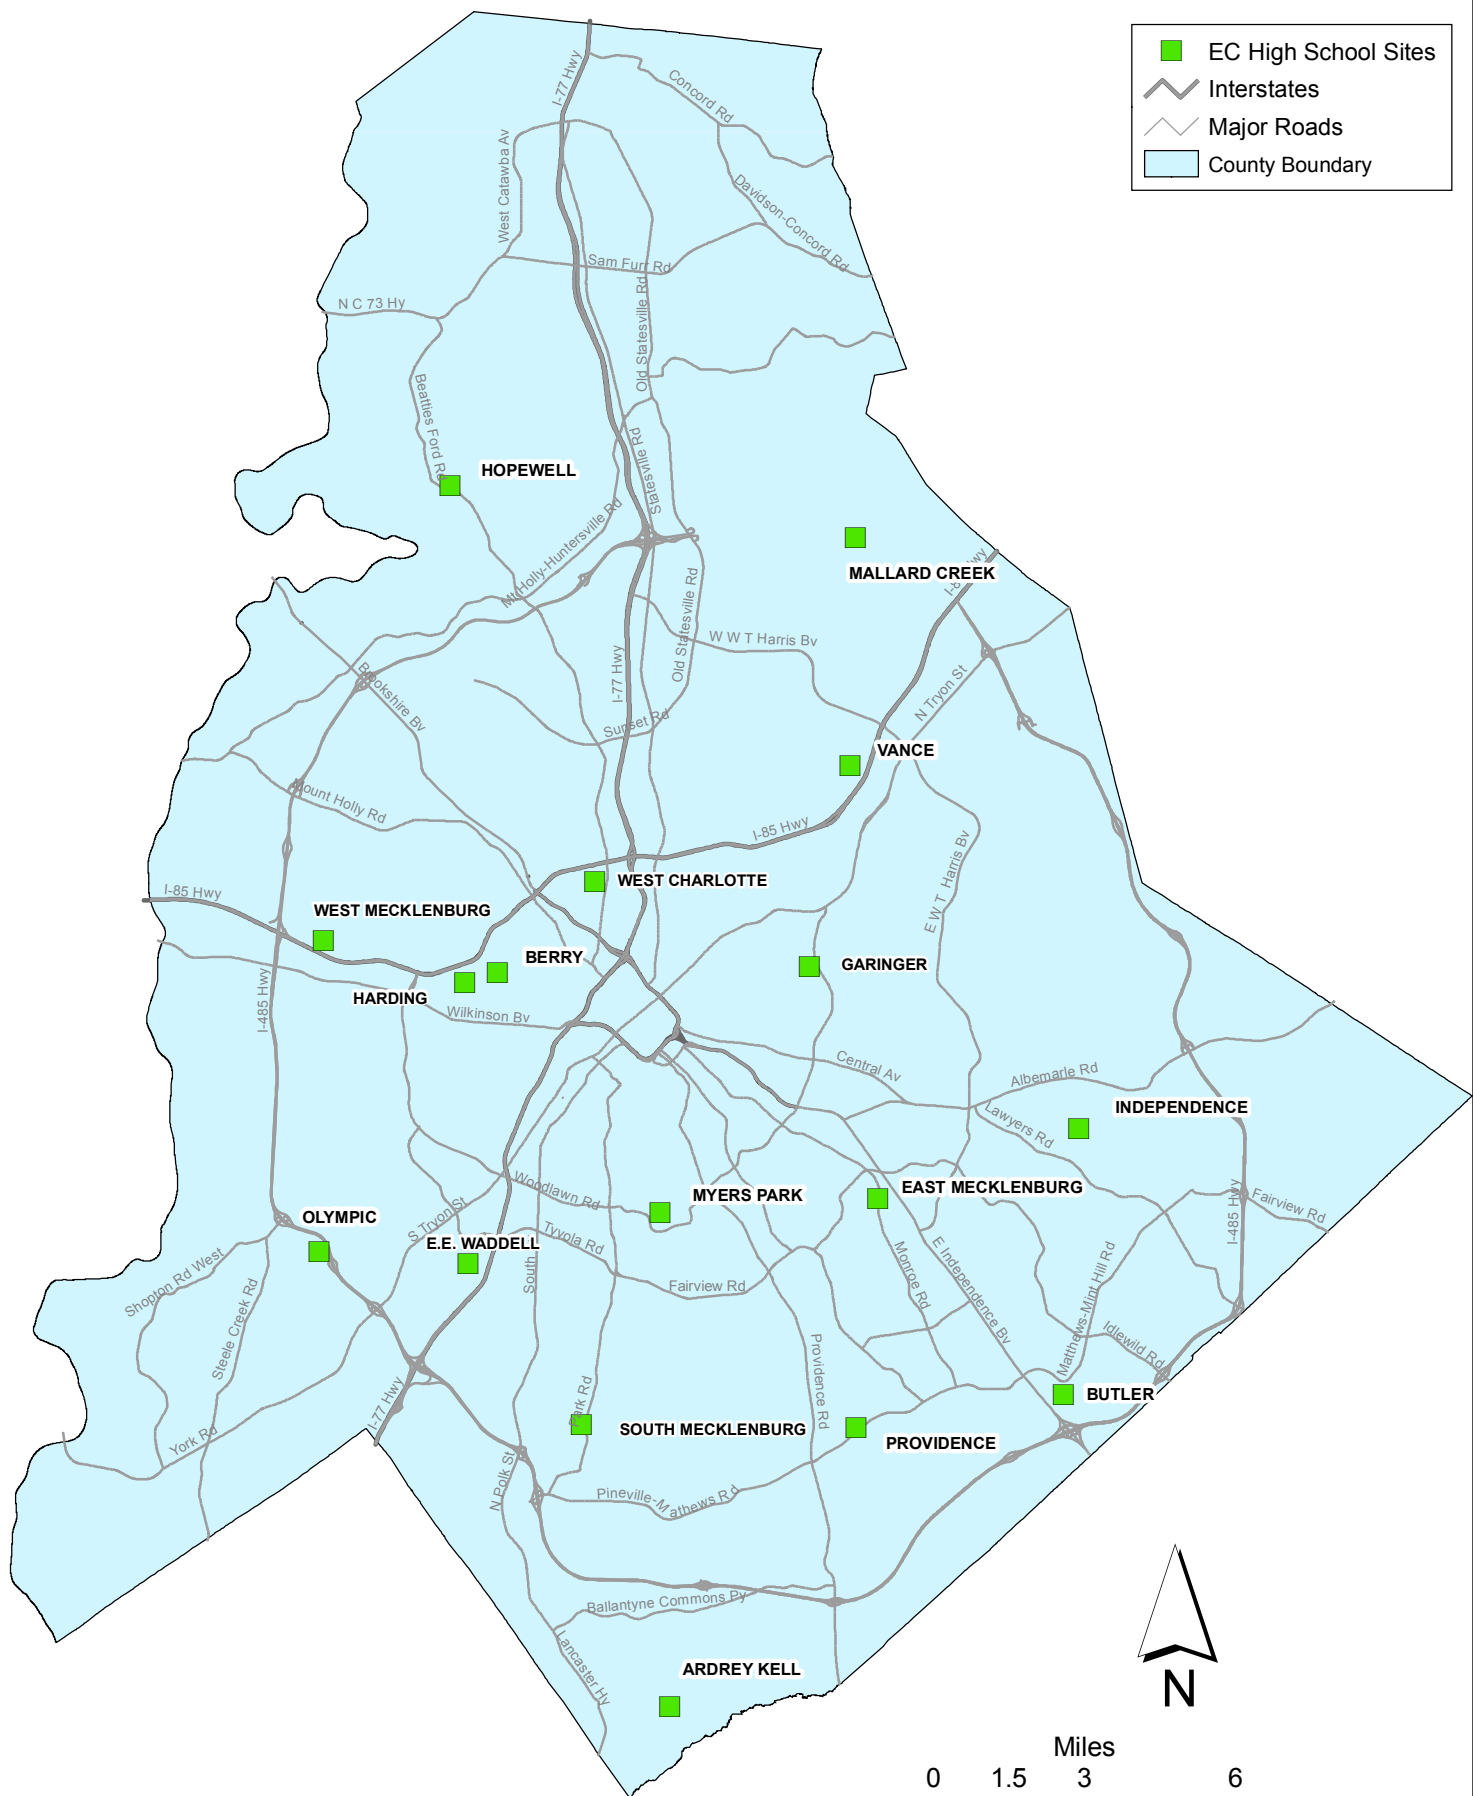 EC High School Sites
Interstates
Major Roads
County Boundary
I-77 Hwy
Concord Rd
West Catawba Av
Davidson-Concord Rd
Sam Furr Rd
N C 73 Hy
Old Statesville Rd
Beatties Ford Rd
Statesville Rd
HOPEWELL
Mt Holly-Huntersville Rd
MALLARD CREEK
Old Statesville Rd
W W T Harris Bv
I-77 Hwy
Brookshire Bv
N Tryon St
Sunset Rd
VANCE
Mount Holly Rd
I-85 Hwy
E W T Harris Bv
WEST CHARLOTTE
I-85 Hwy
WEST MECKLENBURG
BERRY
GARINGER
HARDING
I-485 Hwy
Wilkinson Bv
Central Av
Albemarle Rd
INDEPENDENCE
Lawyers Rd
Woodlawn Rd
MYERS PARK
EAST MECKLENBURG
I-485 Hwy
Fairview Rd
OLYMPIC
S Tryon St
E.E. WADDELL
Tyvola Rd
South
Shopton Rd West
Steele Creek Rd
Fairview Rd
Monroe Rd
E Independence Bv
Matthews-Mint Hill Rd
Idlewild Rd
Providence Rd
I-77 Hwy
Park Rd
BUTLER
SOUTH MECKLENBURG
PROVIDENCE
York Rd
N Polk St
Pineville-Mathews Rd
Ballantyne Commons Py
Lancaster Hy
ARDREY KELL
N
Miles
0 1.5 3 6